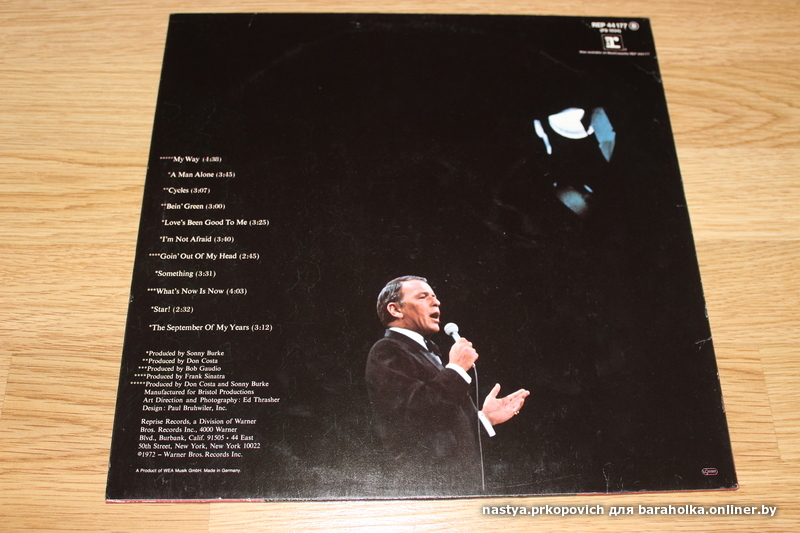 REP 44 177
*****My Way (4:38)
*A Man Alone (3:45)
**Cycles (3:07)
**Bein' Green (3:00)
*Love's Been Good To Me (3:25)
*I'm Not Afraid (3:40)
****Goin' Out Of My Head (2:45)
*Something (3:31)
***What's Now Is Now (4:03)
*Star! (2:32)
*The September Of My Years (3:12)
*Produced by Sonny Burke
**Produced by Don Costa
***Produced by Bob Gaudio
****Produced by Frank Sinatra
*****Produced by Don Costa and Sonny Burke
Manufactured for Bristol Productions
Art Direction and Photography: Ed Thrasher
Design: Paul Bruhwiler, Inc.
Reprise Records, a Division of Warner
Bros. Records Inc., 4000 Warner
Blvd., Burbank, Calif. 91505 • 44 East
50th Street, New York, New York 10022
℗1972 – Warner Bros. Records Inc.
A Product of WEA Musik GmbH. Made in Germany.
nastya.prkopovich для baraholka.onliner.by